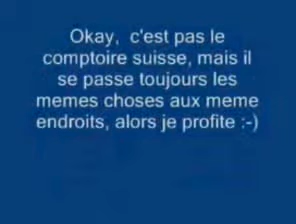 Okay, c'est pas le
comptoire suisse, mais il
se passe toujours les
memes choses aux meme
endroits, alors je profite :-)